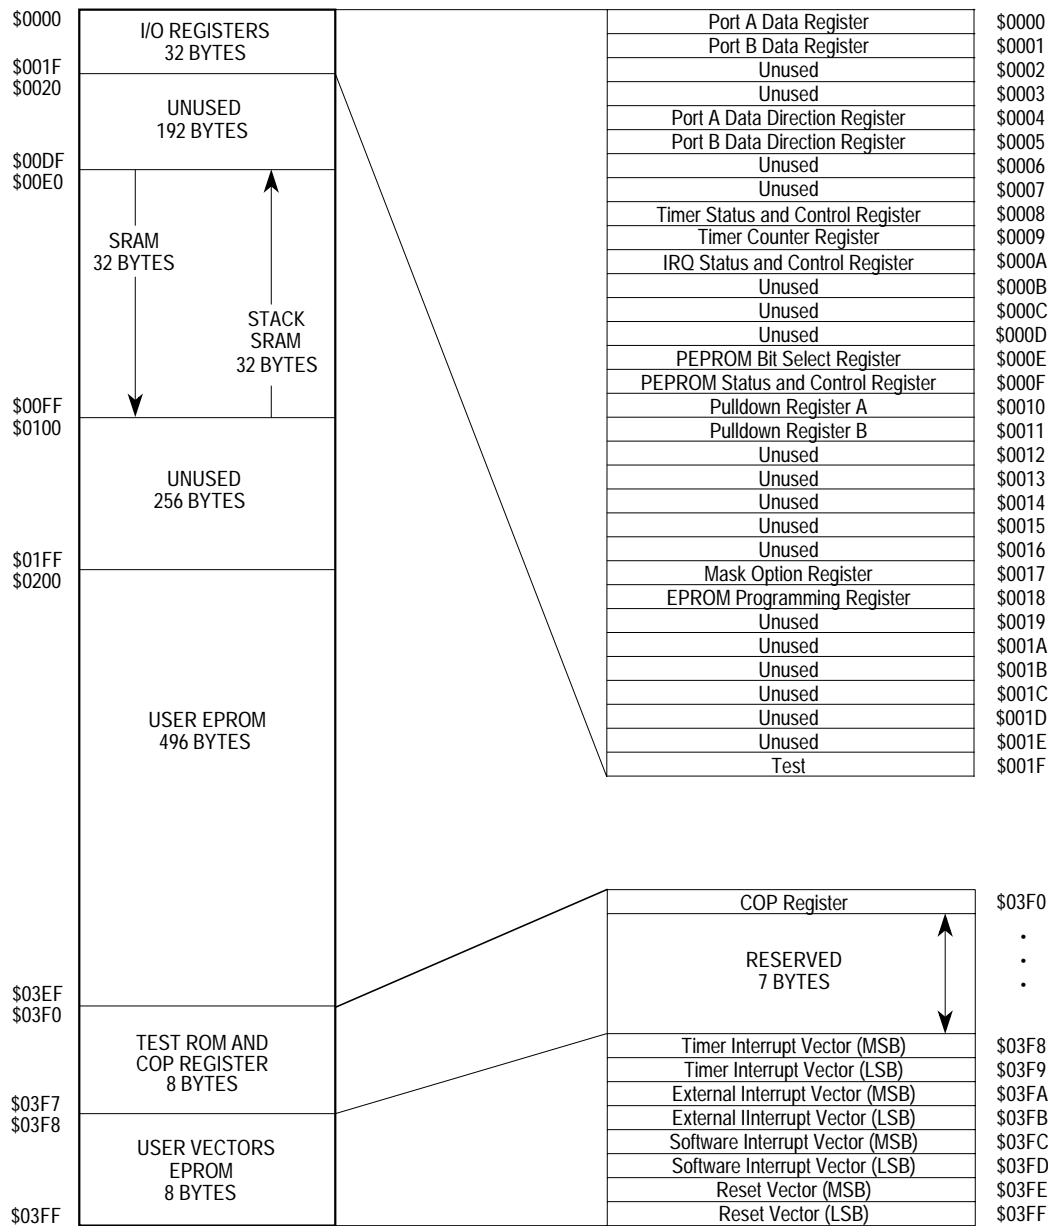 $0000
I/O REGISTERS
32 BYTES
$001F
$0020
UNUSED
192 BYTES
$00DF
$00E0
SRAM
32 BYTES
STACK
SRAM
32 BYTES
$00FF
$0100
UNUSED
256 BYTES
$01FF
$0200
USER EPROM
496 BYTES
$03EF
$03F0
TEST ROM AND
COP REGISTER
8 BYTES
$03F7
$03F8
USER VECTORS
EPROM
8 BYTES
$03FF
Port A Data Register $0000
Port B Data Register $0001
Unused $0002
Unused $0003
Port A Data Direction Register $0004
Port B Data Direction Register $0005
Unused $0006
Unused $0007
Timer Status and Control Register $0008
Timer Counter Register $0009
IRQ Status and Control Register $000A
Unused $000B
Unused $000C
Unused $000D
PEPROM Bit Select Register $000E
PEPROM Status and Control Register $000F
Pulldown Register A $0010
Pulldown Register B $0011
Unused $0012
Unused $0013
Unused $0014
Unused $0015
Unused $0016
Mask Option Register $0017
EPROM Programming Register $0018
Unused $0019
Unused $001A
Unused $001B
Unused $001C
Unused $001D
Unused $001E
Test $001F
COP Register $03F0
RESERVED
7 BYTES
Timer Interrupt Vector (MSB) $03F8
Timer Interrupt Vector (LSB) $03F9
External Interrupt Vector (MSB) $03FA
External IInterrupt Vector (LSB) $03FB
Software Interrupt Vector (MSB) $03FC
Software Interrupt Vector (LSB) $03FD
Reset Vector (MSB) $03FE
Reset Vector (LSB) $03FF